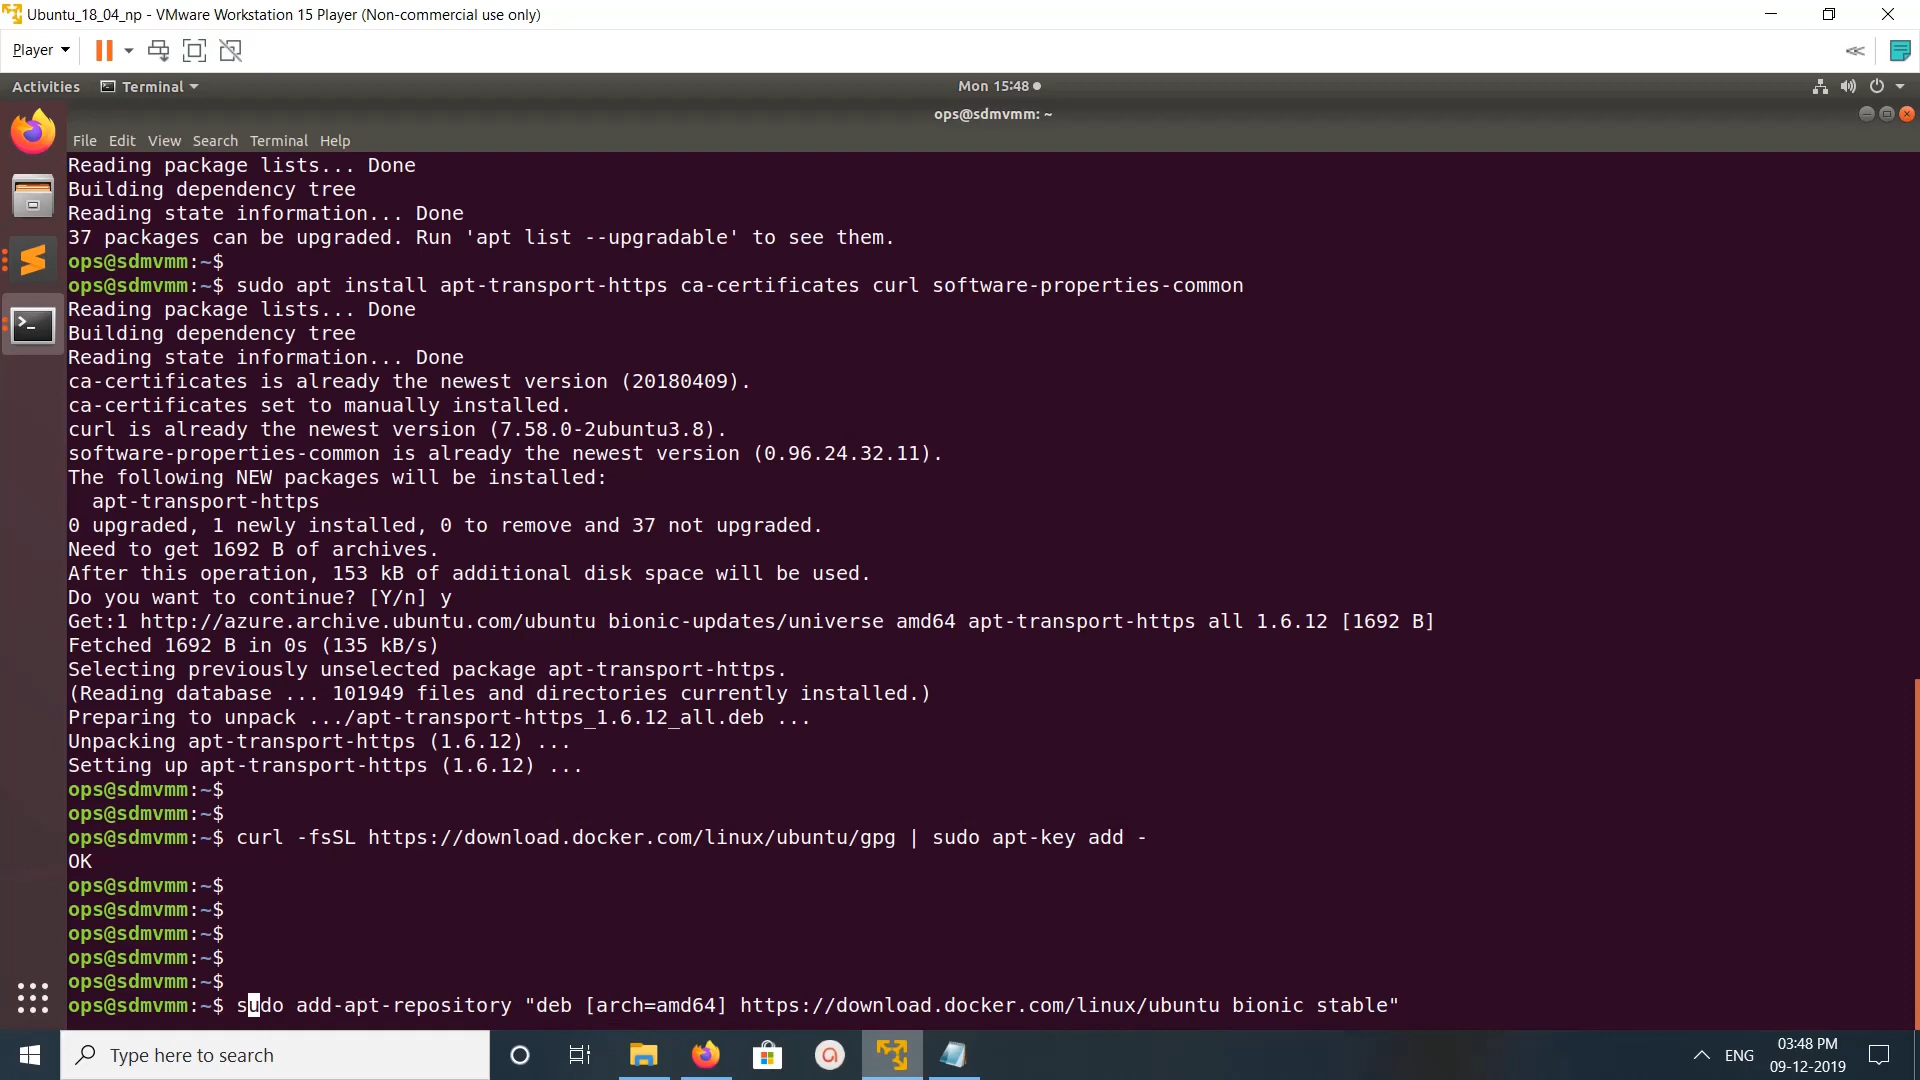 Ubuntu_18_04_np - VMware Workstation 15 Player (Non-commercial use only)
Player
Activities Terminal Mon 15:48
ops@sdmvmm: ~
File Edit View Search Terminal Help
Reading package lists... Done
Building dependency tree
Reading state information... Done
37 packages can be upgraded. Run 'apt list --upgradable' to see them.
ops@sdmvmm:~$
ops@sdmvmm:~$ sudo apt install apt-transport-https ca-certificates curl software-properties-common
Reading package lists... Done
Building dependency tree
Reading state information... Done
ca-certificates is already the newest version (20180409).
ca-certificates set to manually installed.
curl is already the newest version (7.58.0-2ubuntu3.8).
software-properties-common is already the newest version (0.96.24.32.11).
The following NEW packages will be installed:
  apt-transport-https
0 upgraded, 1 newly installed, 0 to remove and 37 not upgraded.
Need to get 1692 B of archives.
After this operation, 153 kB of additional disk space will be used.
Do you want to continue? [Y/n] y
Get:1 http://azure.archive.ubuntu.com/ubuntu bionic-updates/universe amd64 apt-transport-https all 1.6.12 [1692 B]
Fetched 1692 B in 0s (135 kB/s)
Selecting previously unselected package apt-transport-https.
(Reading database ... 101949 files and directories currently installed.)
Preparing to unpack .../apt-transport-https_1.6.12_all.deb ...
Unpacking apt-transport-https (1.6.12) ...
Setting up apt-transport-https (1.6.12) ...
ops@sdmvmm:~$
ops@sdmvmm:~$
ops@sdmvmm:~$ curl -fsSL https://download.docker.com/linux/ubuntu/gpg | sudo apt-key add -
OK
ops@sdmvmm:~$
ops@sdmvmm:~$
ops@sdmvmm:~$
ops@sdmvmm:~$
ops@sdmvmm:~$
ops@sdmvmm:~$ sudo add-apt-repository "deb [arch=amd64] https://download.docker.com/linux/ubuntu bionic stable"
Type here to search
ENG
03:48 PM
09-12-2019